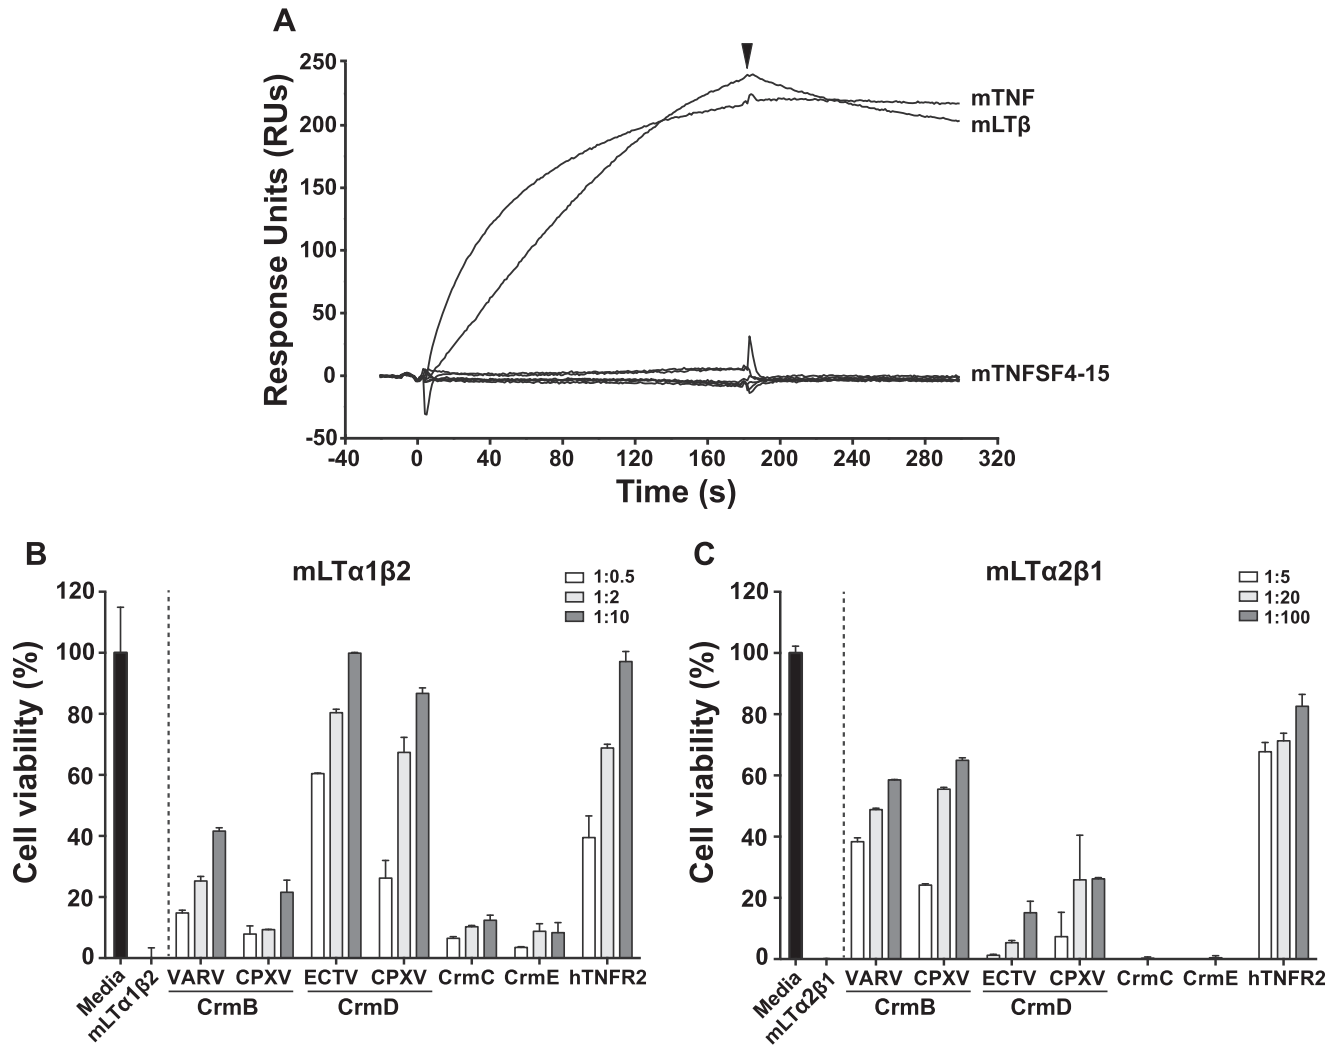 A
Response Units (RUs)
250
200
150
100
50
0
-50
-40 0 40 80 120 160 200 240 280 320
Time (s)
mTNF
mLTβ
mTNFSF4-15
B
mLTα1β2
1:0.5
1:2
1:10
Cell viability (%)
120
100
80
60
40
20
0
Media mLTα1β2 VARV CPXV ECTV CPXV CrmC CrmE hTNFR2
CrmB CrmD
C
mLTα2β1
1:5
1:20
1:100
Cell viability (%)
120
100
80
60
40
20
0
Media mLTα2β1 VARV CPXV ECTV CPXV CrmC CrmE hTNFR2
CrmB CrmD